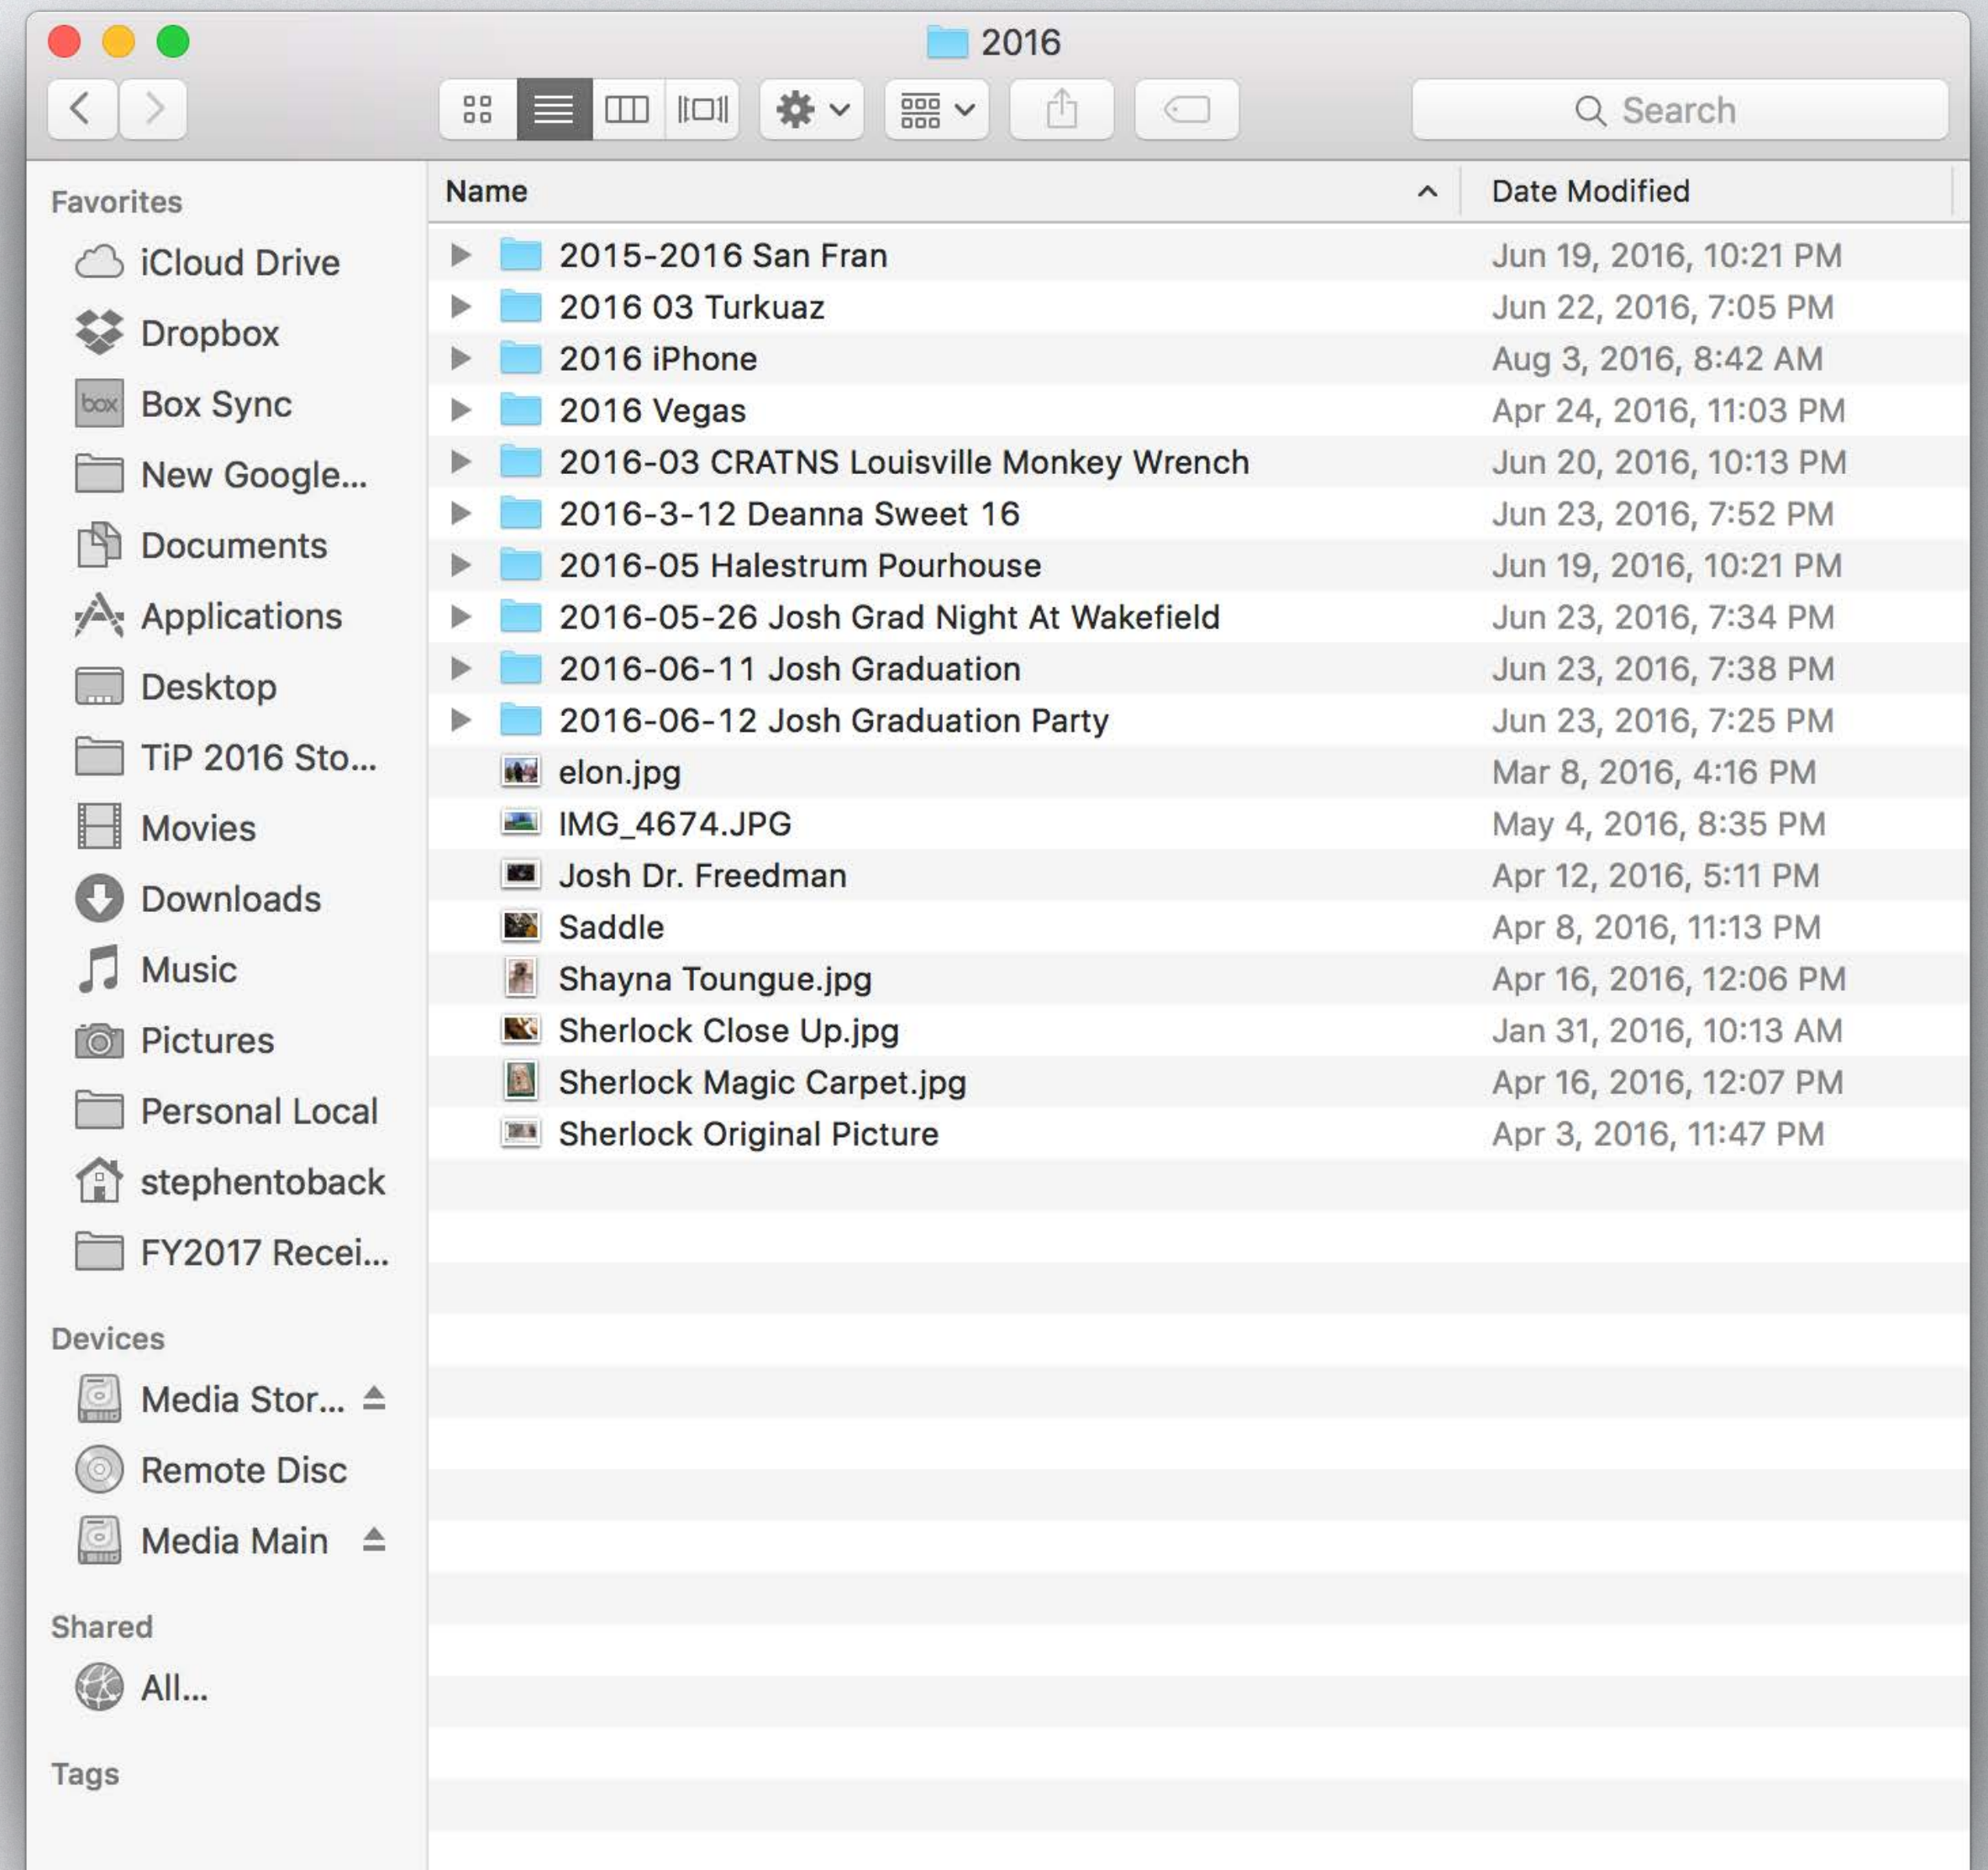 2016
Search
Favorites
iCloud Drive
Dropbox
box Box Sync
New Google...
Documents
Applications
Desktop
TiP 2016 Sto...
Movies
Downloads
Music
Pictures
Personal Local
stephentoback
FY2017 Recei...
Devices
Media Stor...
Remote Disc
Media Main
Shared
All...
Tags
Name Date Modified
2015-2016 San Fran Jun 19, 2016, 10:21 PM
2016 03 Turkuaz Jun 22, 2016, 7:05 PM
2016 iPhone Aug 3, 2016, 8:42 AM
2016 Vegas Apr 24, 2016, 11:03 PM
2016-03 CRATNS Louisville Monkey Wrench Jun 20, 2016, 10:13 PM
2016-3-12 Deanna Sweet 16 Jun 23, 2016, 7:52 PM
2016-05 Halestrum Pourhouse Jun 19, 2016, 10:21 PM
2016-05-26 Josh Grad Night At Wakefield Jun 23, 2016, 7:34 PM
2016-06-11 Josh Graduation Jun 23, 2016, 7:38 PM
2016-06-12 Josh Graduation Party Jun 23, 2016, 7:25 PM
elon.jpg Mar 8, 2016, 4:16 PM
IMG_4674.JPG May 4, 2016, 8:35 PM
Josh Dr. Freedman Apr 12, 2016, 5:11 PM
Saddle Apr 8, 2016, 11:13 PM
Shayna Toungue.jpg Apr 16, 2016, 12:06 PM
Sherlock Close Up.jpg Jan 31, 2016, 10:13 AM
Sherlock Magic Carpet.jpg Apr 16, 2016, 12:07 PM
Sherlock Original Picture Apr 3, 2016, 11:47 PM